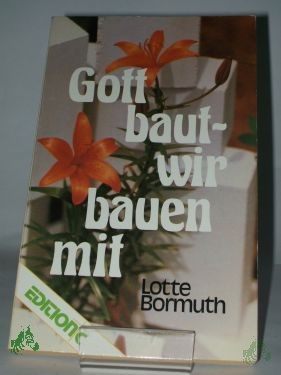 Gott
baut-
wir
bauen
mit
Lotte
Bormuth
EDITION C